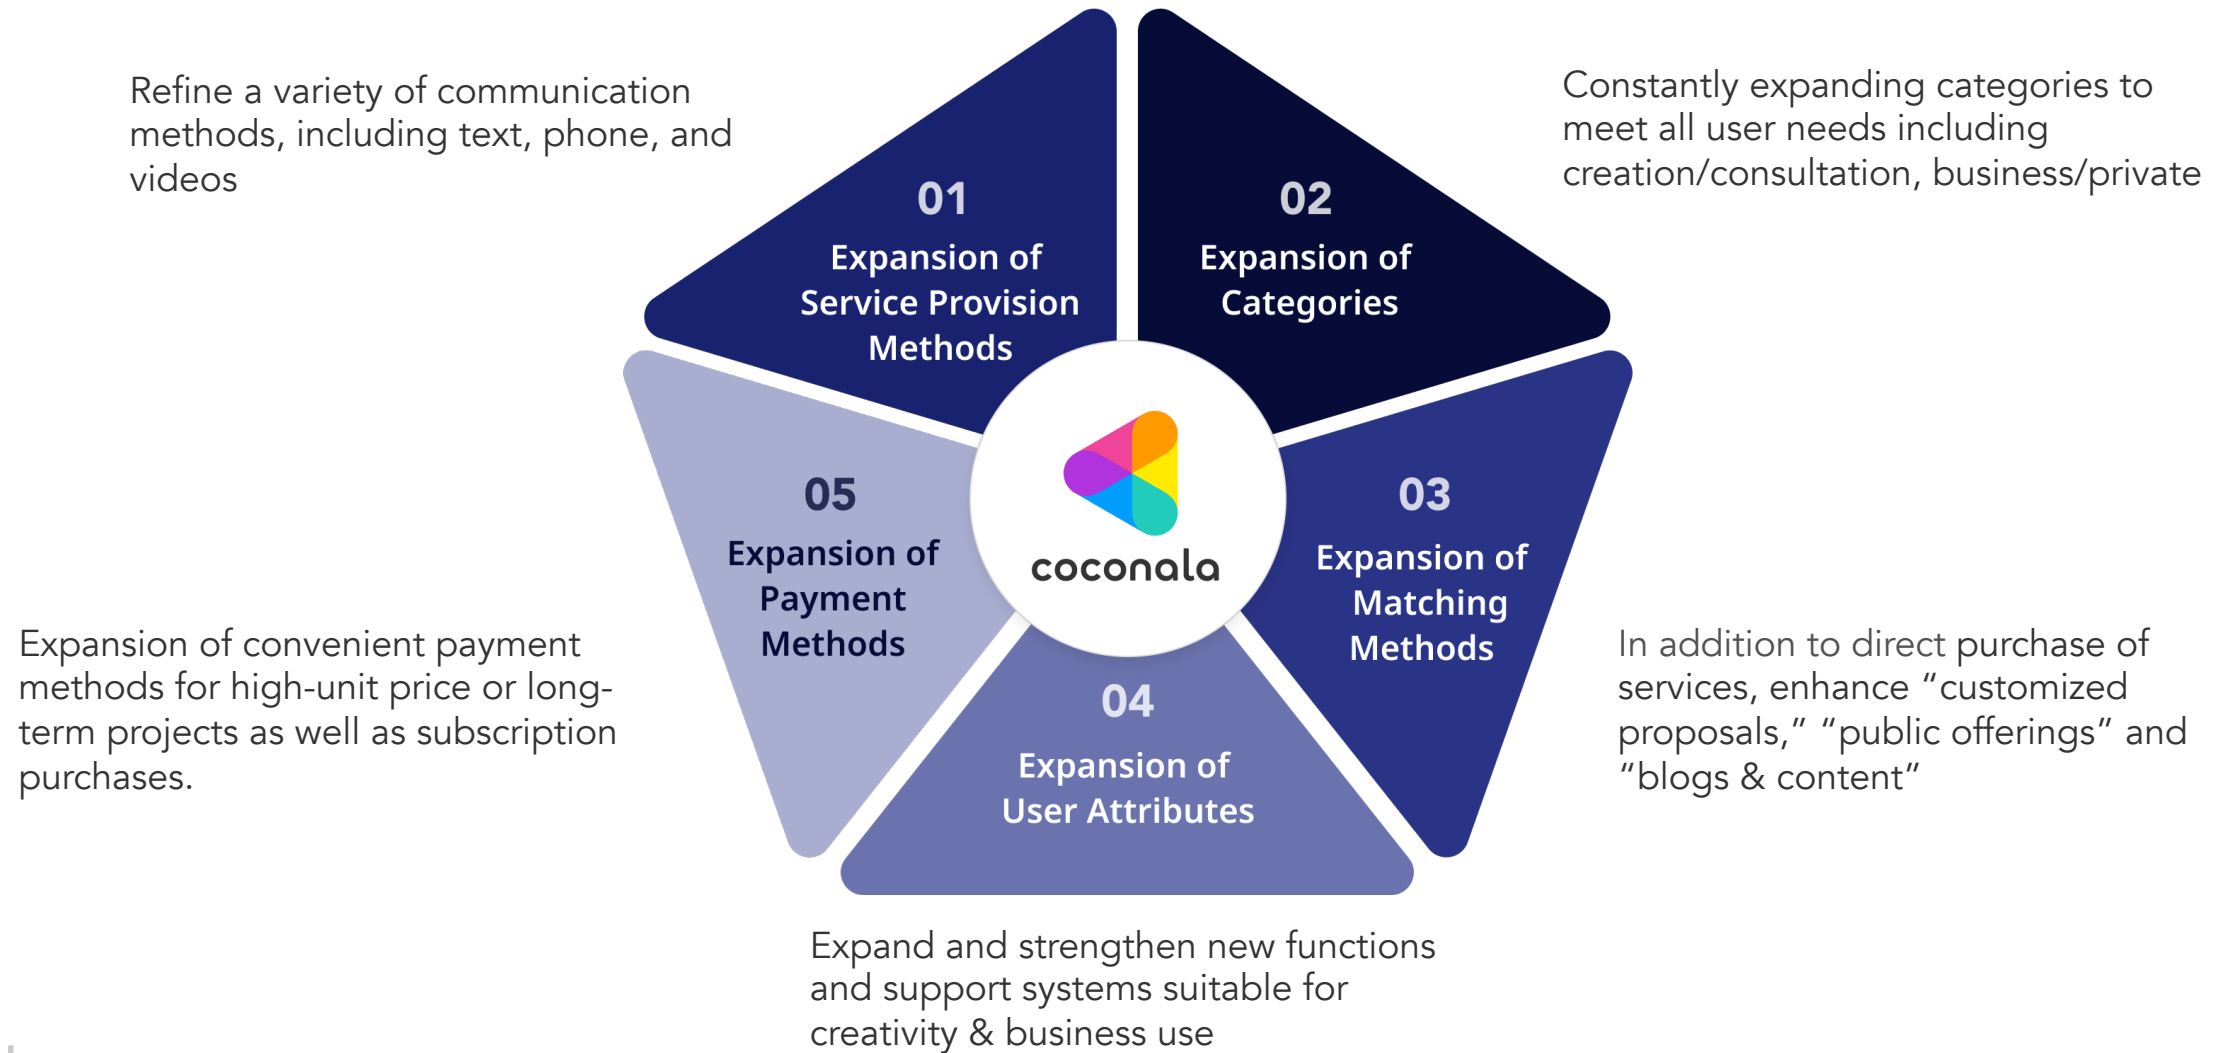 Refine a variety of communication
methods, including text, phone, and
videos
01
Expansion of
Service Provision
Methods
02
Expansion of
Categories
Constantly expanding categories to
meet all user needs including
creation/consultation, business/private
coconala
03
Expansion of
Matching
Methods
In addition to direct purchase of
services, enhance “customized
proposals,” “public offerings” and
“blogs & content”
04
Expansion of
User Attributes
Expand and strengthen new functions
and support systems suitable for
creativity & business use
05
Expansion of
Payment
Methods
Expansion of convenient payment
methods for high-unit price or long-
term projects as well as subscription
purchases.